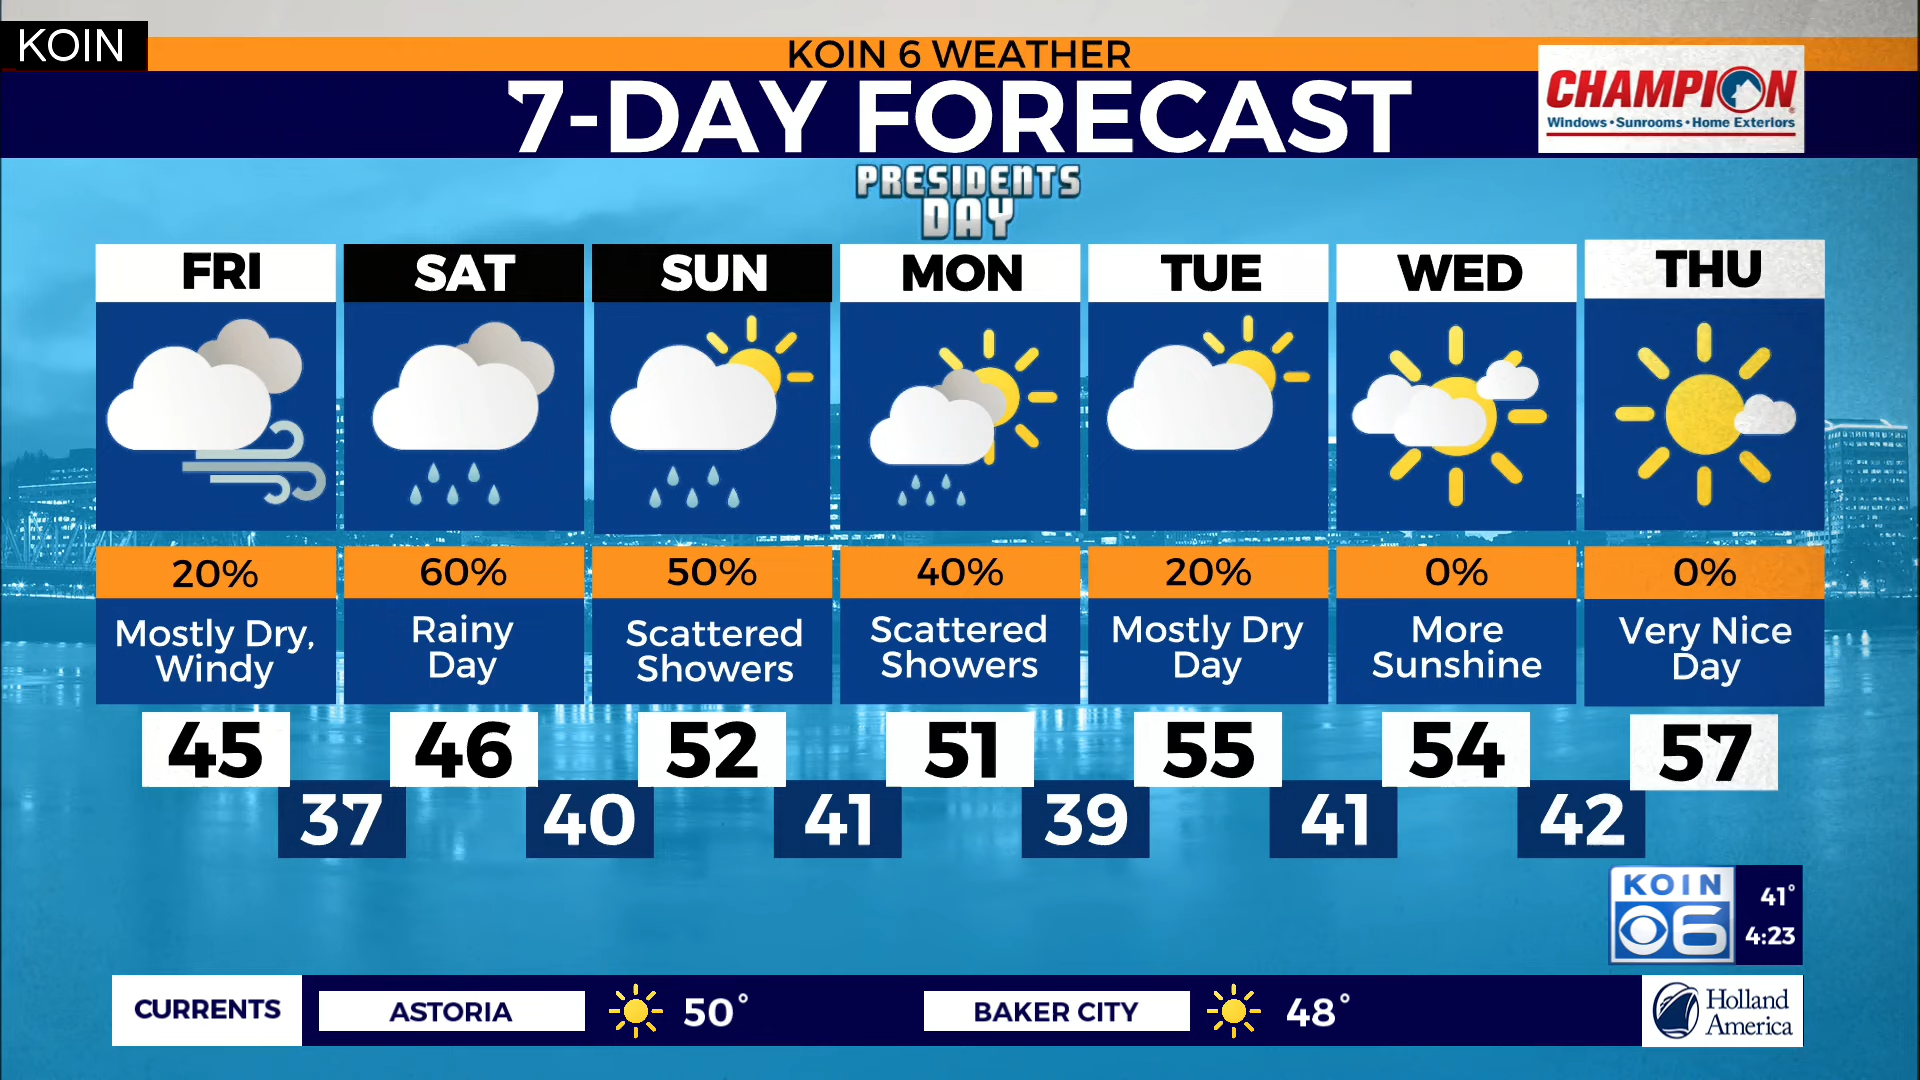 KOIN
KOIN 6 WEATHER
7-DAY FORECAST
CHAMPION
Windows • Sunrooms • Home Exteriors
PRESIDENTS
DAY
FRI SAT SUN MON TUE WED THU
20% 60% 50% 40% 20% 0% 0%
Mostly Dry,
Windy
Rainy
Day
Scattered
Showers
Scattered
Showers
Mostly Dry
Day
More
Sunshine
Very Nice
Day
45 46 52 51 55 54 57
37 40 41 39 41 42
KOIN
6
41°
4:23
CURRENTS ASTORIA 50° BAKER CITY 48°
Holland
America